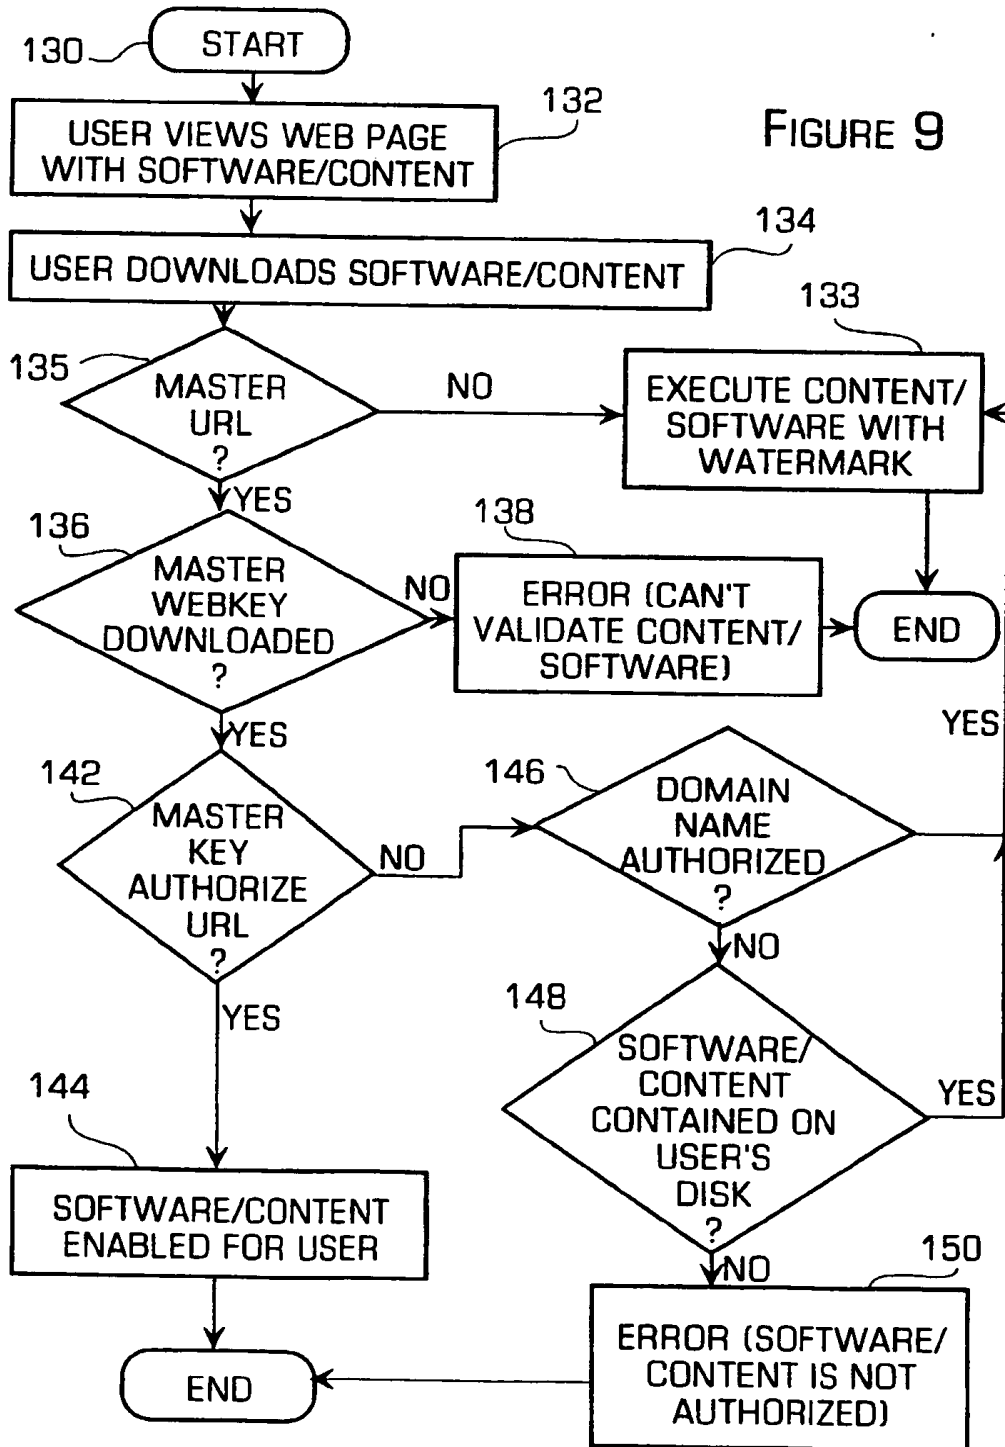 130
START
132
USER VIEWS WEB PAGE
WITH SOFTWARE/CONTENT
FIGURE 9
134
USER DOWNLOADS SOFTWARE/CONTENT
135
MASTER
URL
?
NO
133
EXECUTE CONTENT/
SOFTWARE WITH
WATERMARK
YES
136
MASTER
WEBKEY
DOWNLOADED
?
NO
138
ERROR (CAN'T
VALIDATE CONTENT/
SOFTWARE)
END
YES
YES
142
MASTER
KEY
AUTHORIZE
URL
?
NO
146
DOMAIN
NAME
AUTHORIZED
?
NO
YES
148
SOFTWARE/
CONTENT
CONTAINED ON
USER'S
DISK
?
YES
144
SOFTWARE/CONTENT
ENABLED FOR USER
NO
150
ERROR (SOFTWARE/
CONTENT IS NOT
AUTHORIZED)
END